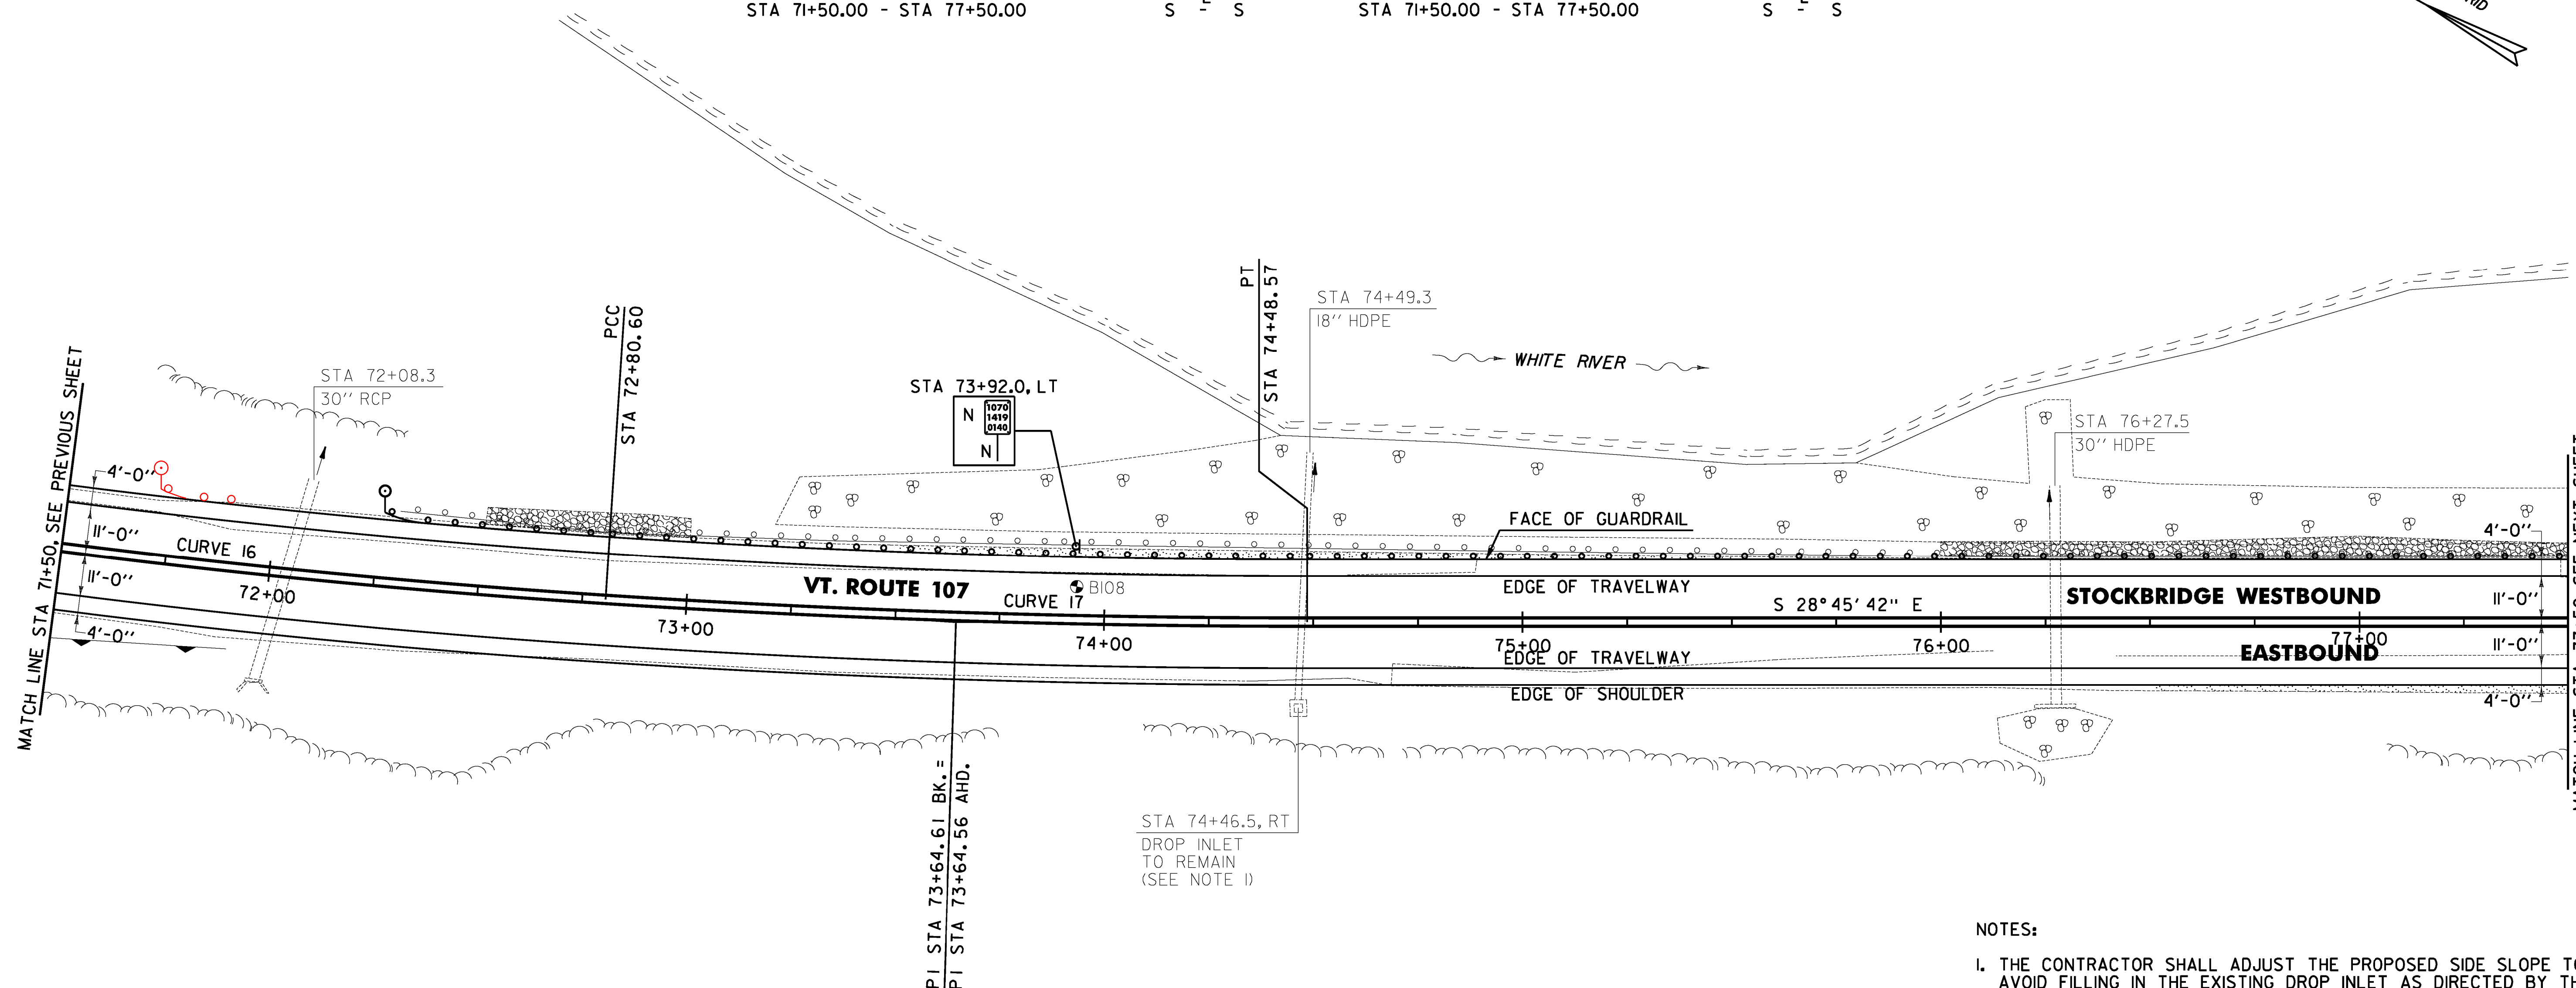 STA 71+50.00 - STA 77+50.00 S - S STA 71+50.00 - STA 77+50.00 S - S
MATCH LINE STA 71+50, SEE PREVIOUS SHEET
4'-0"
11'-0"
11'-0"
4'-0"
CURVE 16
72+00
STA 72+08.3
30" RCP
PCC
STA 72+80.60
73+00
VT. ROUTE 107
STA 73+92.0, LT
N
1070
1419
0140
N
B108
CURVE 17
74+00
PI STA 73+64.61 BK. =
PI STA 73+64.56 AHD.
PT
STA 74+48.57
STA 74+49.3
18" HDPE
WHITE RIVER
FACE OF GUARDRAIL
EDGE OF TRAVELWAY
75+00
EDGE OF TRAVELWAY
EDGE OF SHOULDER
STA 74+46.5, RT
DROP INLET
TO REMAIN
(SEE NOTE 1)
S 28°45'42" E
76+00
STA 76+27.5
30" HDPE
STOCKBRIDGE WESTBOUND
77+00
EASTBOUND
4'-0"
11'-0"
11'-0"
4'-0"
NOTES:
1. THE CONTRACTOR SHALL ADJUST THE PROPOSED SIDE SLOPE TO
AVOID FILLING IN THE EXISTING DROP INLET AS DIRECTED BY